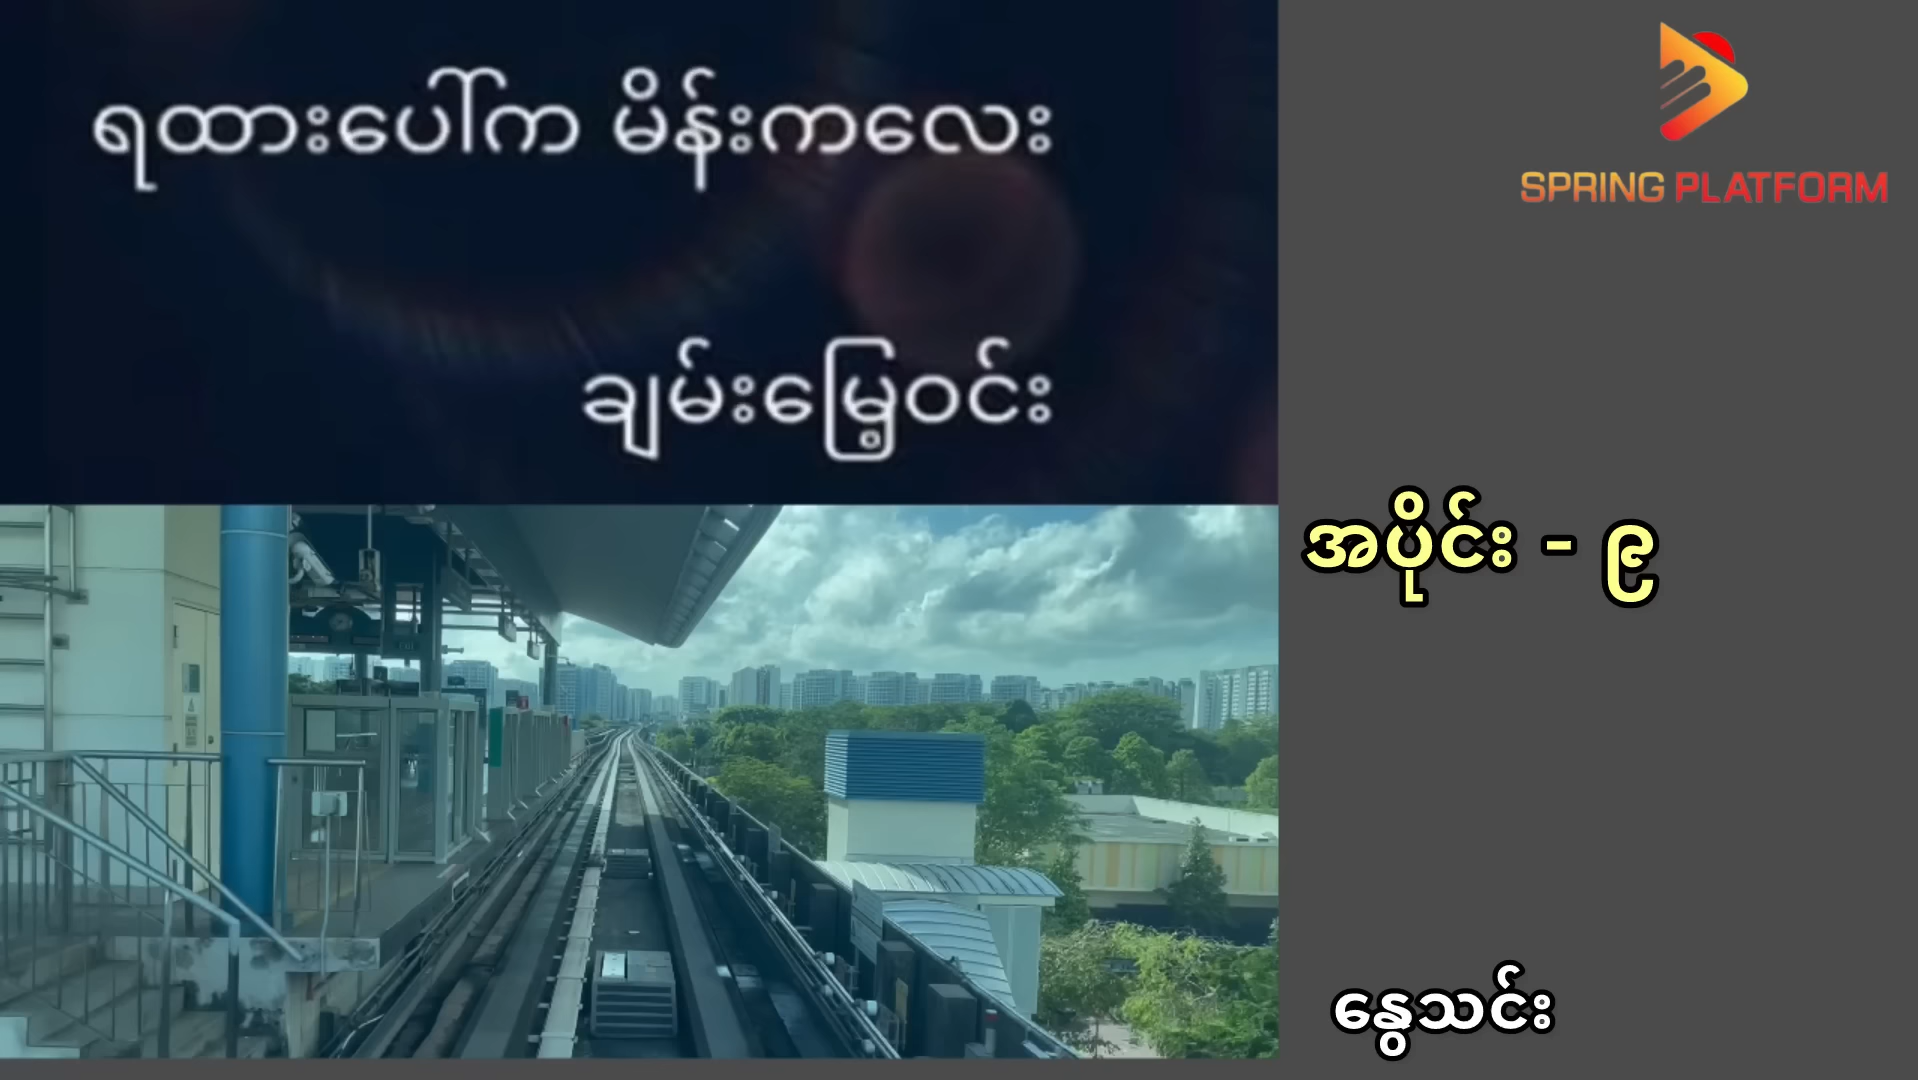 ရထားပေါ်က မိန်းကလေး
ချမ်းမြေ့ဝင်း
SPRING PLATFORM
အပိုင်း - ၉
နွေသင်း